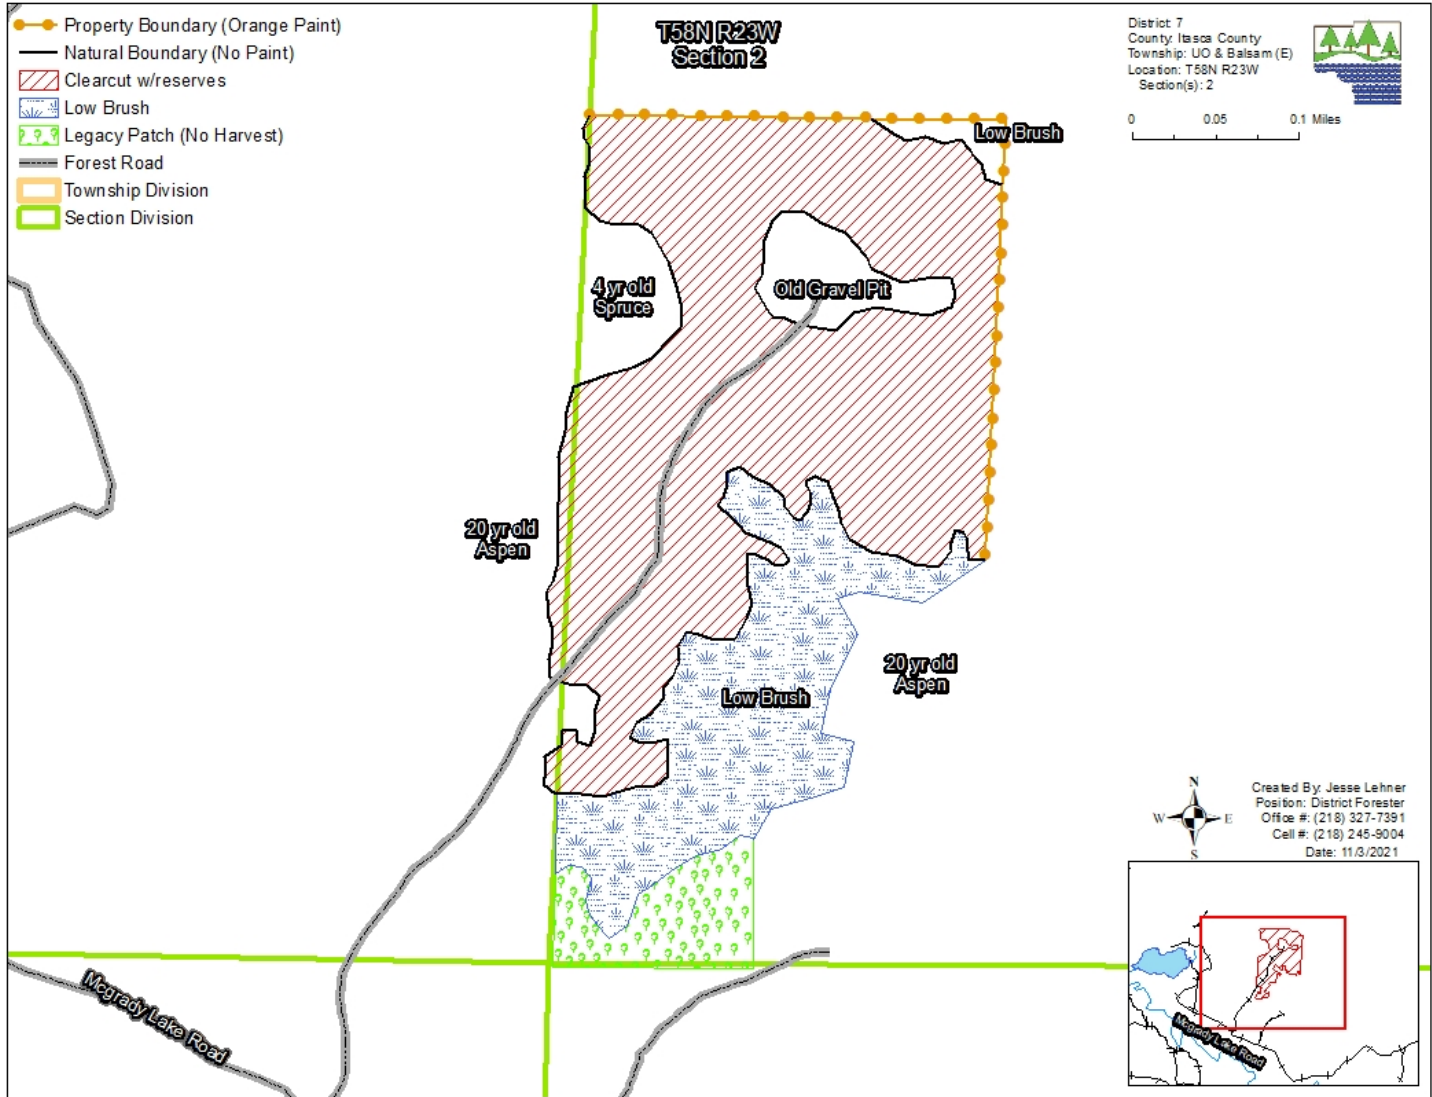 Property Boundary (Orange Paint)
Natural Boundary (No Paint)
Clearcut w/reserves
Low Brush
Legacy Patch (No Harvest)
Forest Road
Township Division
Section Division
T58N R23W
Section 2
District: 7
County: Itasca County
Township: UO & Balsam (E)
Location: T58N R23W
Section(s): 2
0 0.05 0.1 Miles
Low Brush
4 yr old
Spruce
Old Gravel Pit
20 yr old
Aspen
20 yr old
Aspen
Low Brush
N
W E
S
Created By: Jesse Lehner
Position: District Forester
Office #: (218) 327-7391
Cell #: (218) 245-9004
Date: 11/3/2021
Mcgrady Lake Road
Mcgrady Lake Road